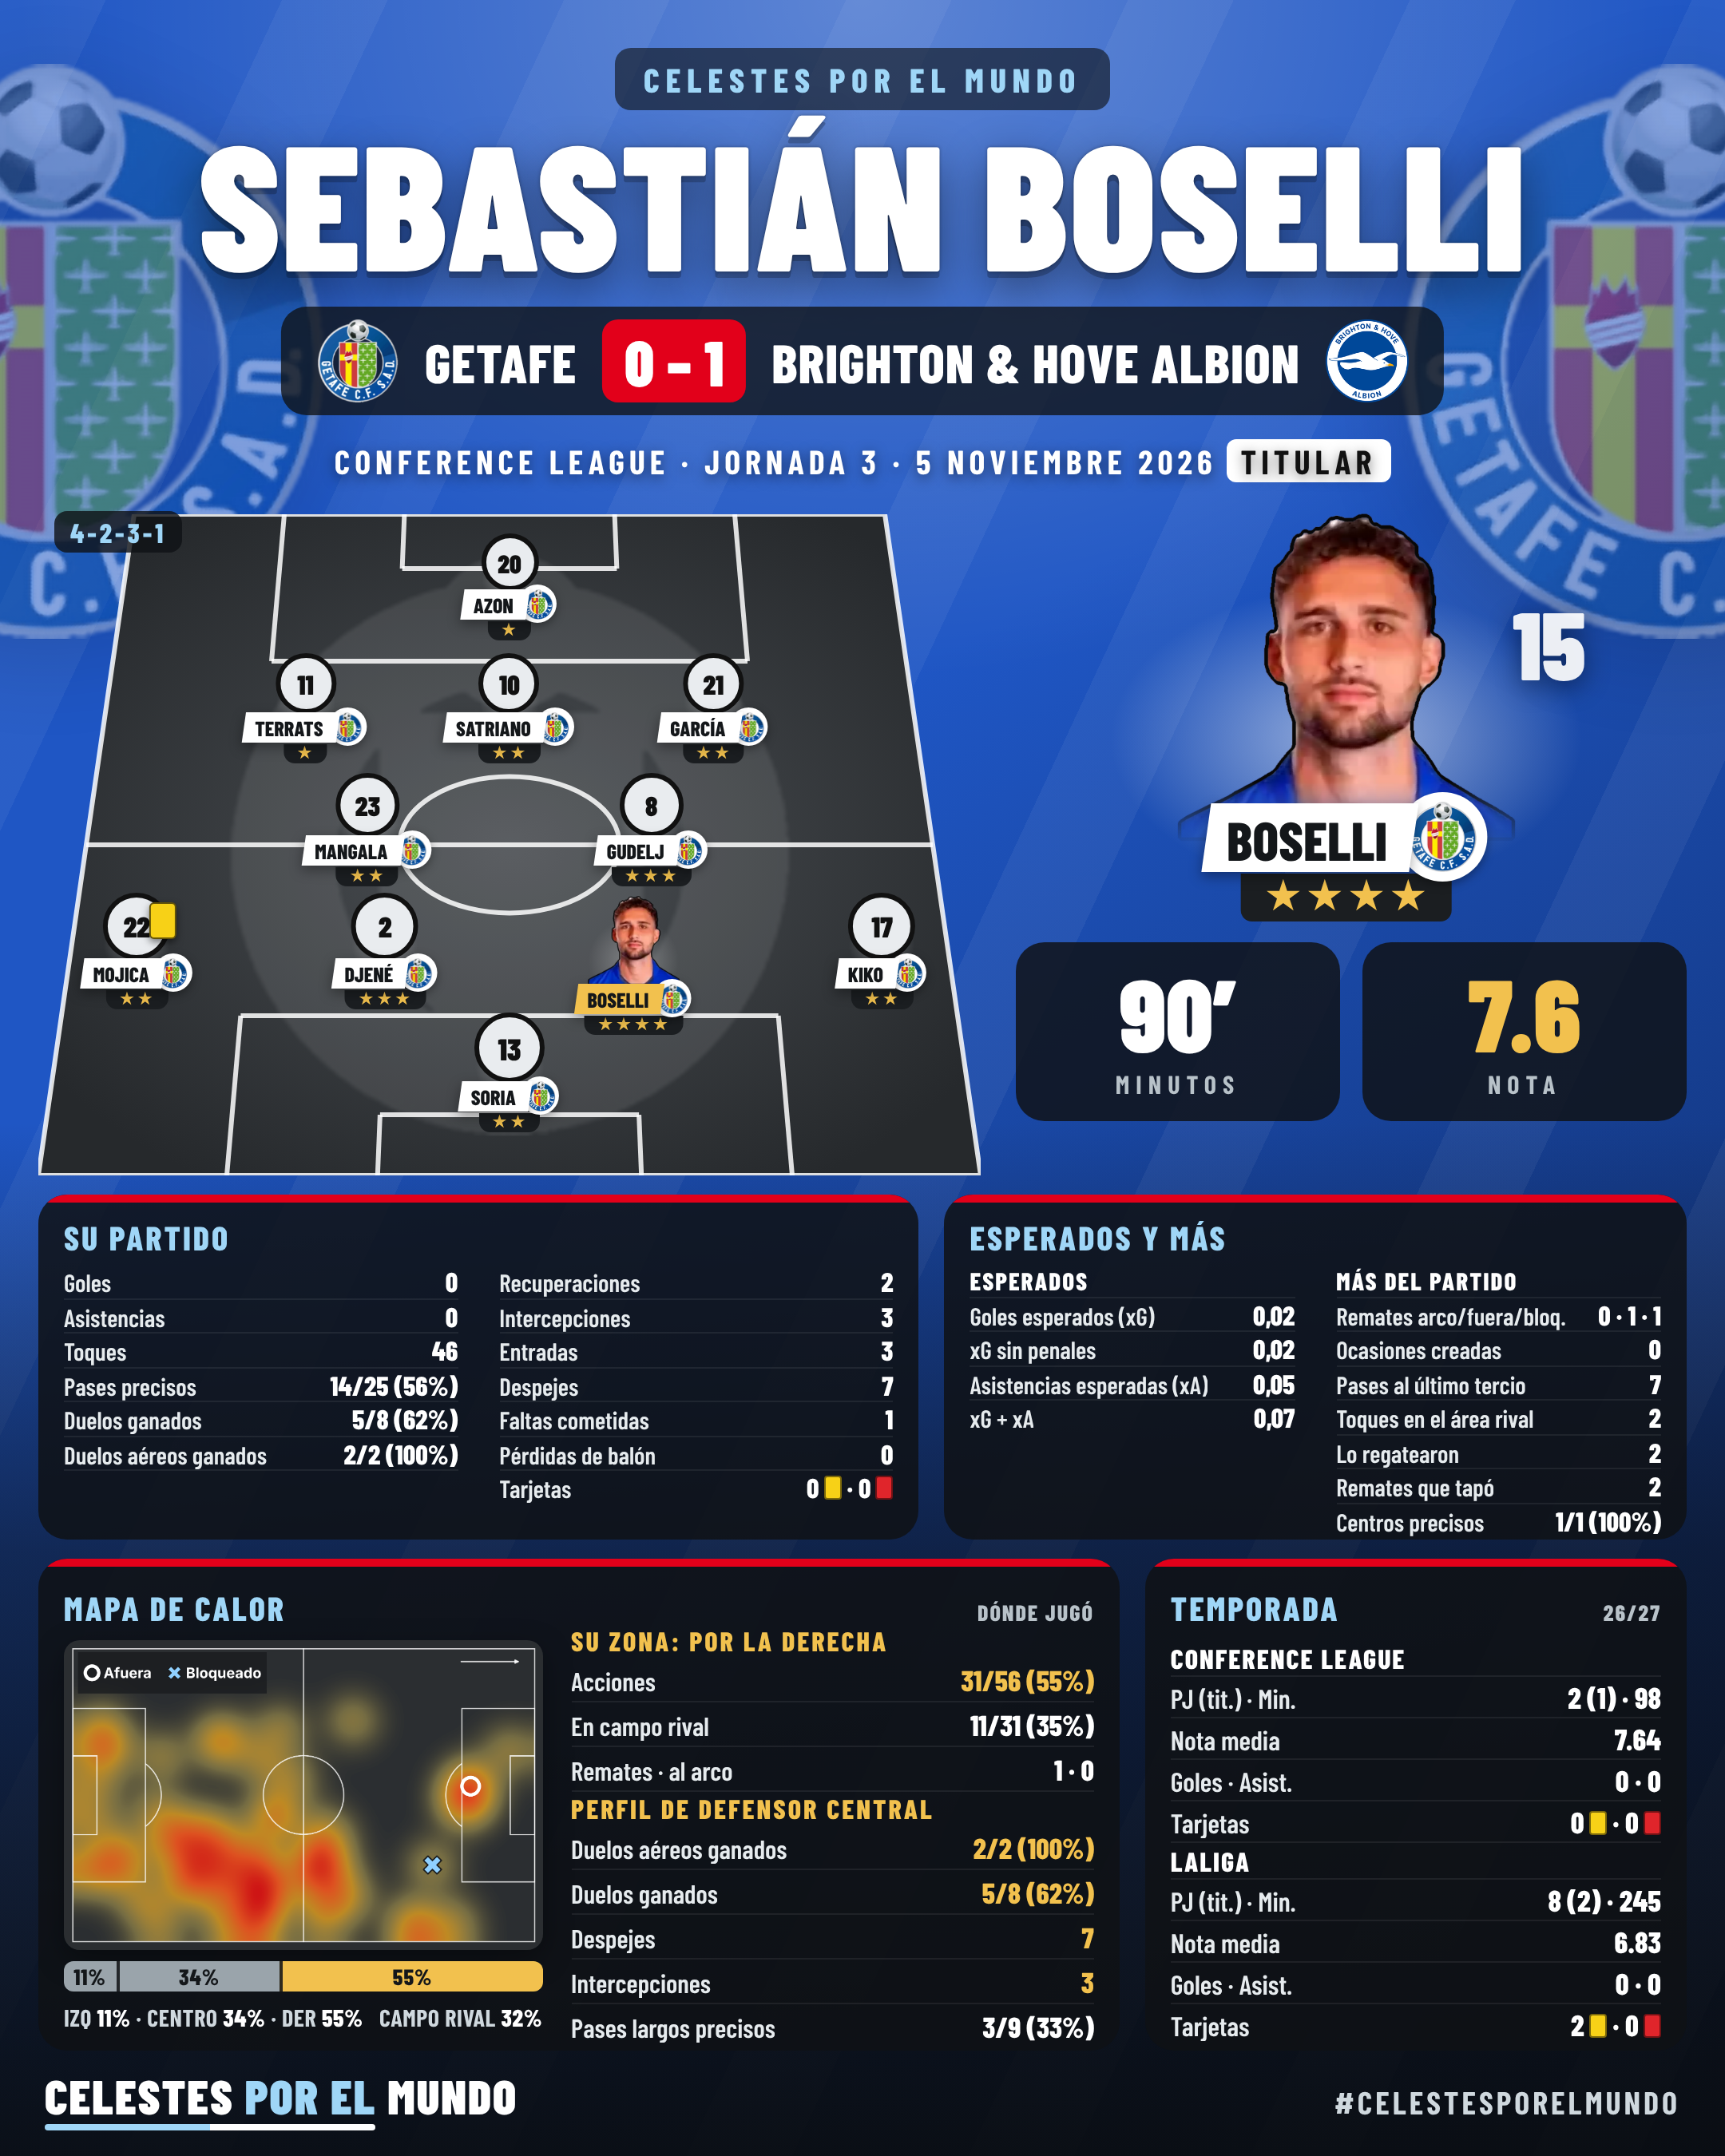 CELESTES POR EL MUNDO
SEBASTIÁN BOSELLI
GETAFE 0 - 1 BRIGHTON & HOVE ALBION
CONFERENCE LEAGUE · JORNADA 3 · 5 NOVIEMBRE 2026 TITULAR
4-2-3-1
20
AZON
11
TERRATS
10
SATRIANO
21
GARCÍA
23
MANGALA
8
GUDELJ
22
MOJICA
2
DJENÉ
BOSELLI
17
KIKO
13
SORIA
15
BOSELLI
GETAFE C.F. S.A.D.
90'
MINUTOS
7.6
NOTA
SU PARTIDO
Goles 0
Asistencias 0
Toques 46
Pases precisos 14/25 (56%)
Duelos ganados 5/8 (62%)
Duelos aéreos ganados 2/2 (100%)
Recuperaciones 2
Intercepciones 3
Entradas 3
Despejes 7
Faltas cometidas 1
Pérdidas de balón 0
Tarjetas 0 · 0
ESPERADOS Y MÁS
ESPERADOS
Goles esperados (xG) 0,02
xG sin penales 0,02
Asistencias esperadas (xA) 0,05
xG + xA 0,07
MÁS DEL PARTIDO
Remates arco/fuera/bloq. 0 · 1 · 1
Ocasiones creadas 0
Pases al último tercio 7
Toques en el área rival 2
Lo regatearon 2
Remates que tapó 2
Centros precisos 1/1 (100%)
MAPA DE CALOR
DÓNDE JUGÓ
Afuera Bloqueado
11% 34% 55%
IZQ 11% · CENTRO 34% · DER 55% CAMPO RIVAL 32%
SU ZONA: POR LA DERECHA
Acciones 31/56 (55%)
En campo rival 11/31 (35%)
Remates · al arco 1 · 0
PERFIL DE DEFENSOR CENTRAL
Duelos aéreos ganados 2/2 (100%)
Duelos ganados 5/8 (62%)
Despejes 7
Intercepciones 3
Pases largos precisos 3/9 (33%)
TEMPORADA 26/27
CONFERENCE LEAGUE
PJ (tit.) · Min. 2 (1) · 98
Nota media 7.64
Goles · Asist. 0 · 0
Tarjetas 0 · 0
LALIGA
PJ (tit.) · Min. 8 (2) · 245
Nota media 6.83
Goles · Asist. 0 · 0
Tarjetas 2 · 0
CELESTES POR EL MUNDO
#CELESTESPORELMUNDO